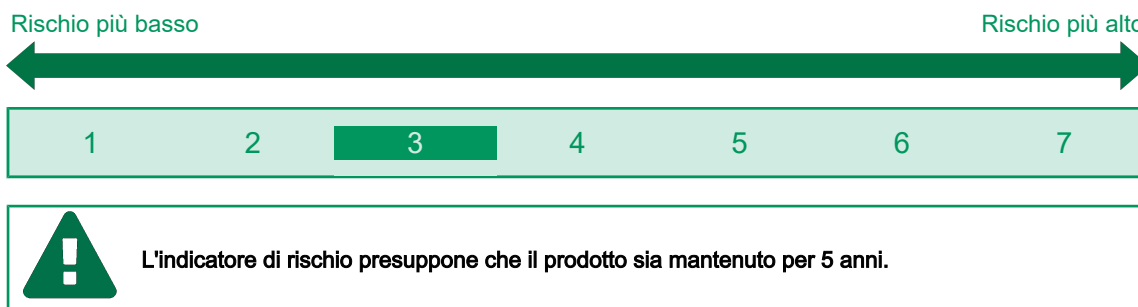 Rischio più basso Rischio più alto
1 2 3 4 5 6 7
L'indicatore di rischio presuppone che il prodotto sia mantenuto per 5 anni.